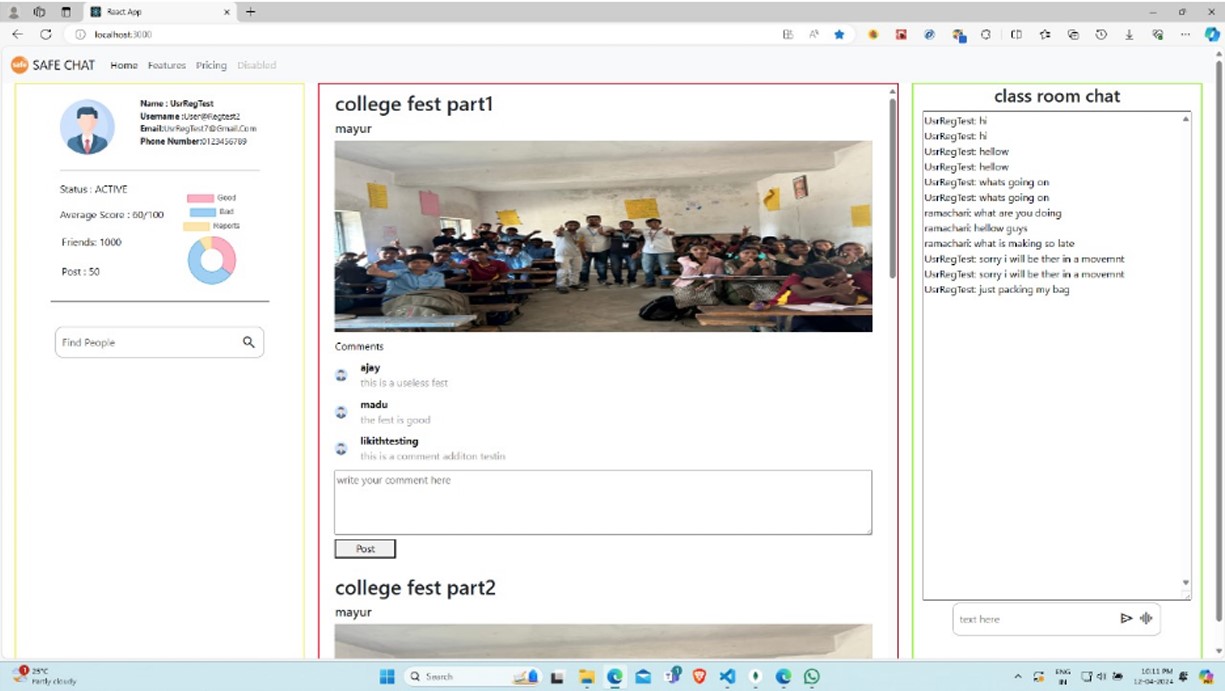 React App
localhost:3000
safe SAFE CHAT Home Features Pricing Disabled
Name : UsrRegTest
Username :User@Regtest2
Email:UsrRegTest7@Gmail.Com
Phone Number:0123456789
Status : ACTIVE
Average Score : 60/100
Friends: 1000
Post : 50
Good
Bad
Reports
Find People
college fest part1
mayur
Comments
ajay
this is a useless fest
madu
the fest is good
likithtesting
this is a comment additon testin
write your comment here
Post
college fest part2
mayur
class room chat
UsrRegTest: hi
UsrRegTest: hi
UsrRegTest: hellow
UsrRegTest: hellow
UsrRegTest: whats going on
UsrRegTest: whats going on
ramachari: what are you doing
ramachari: hellow guys
ramachari: what is making so late
UsrRegTest: sorry i will be ther in a movemnt
UsrRegTest: sorry i will be ther in a movemnt
UsrRegTest: just packing my bag
text here
1
25°C
Partly cloudy
Search
1
ENG
IN
10:11 PM
12-04-2024